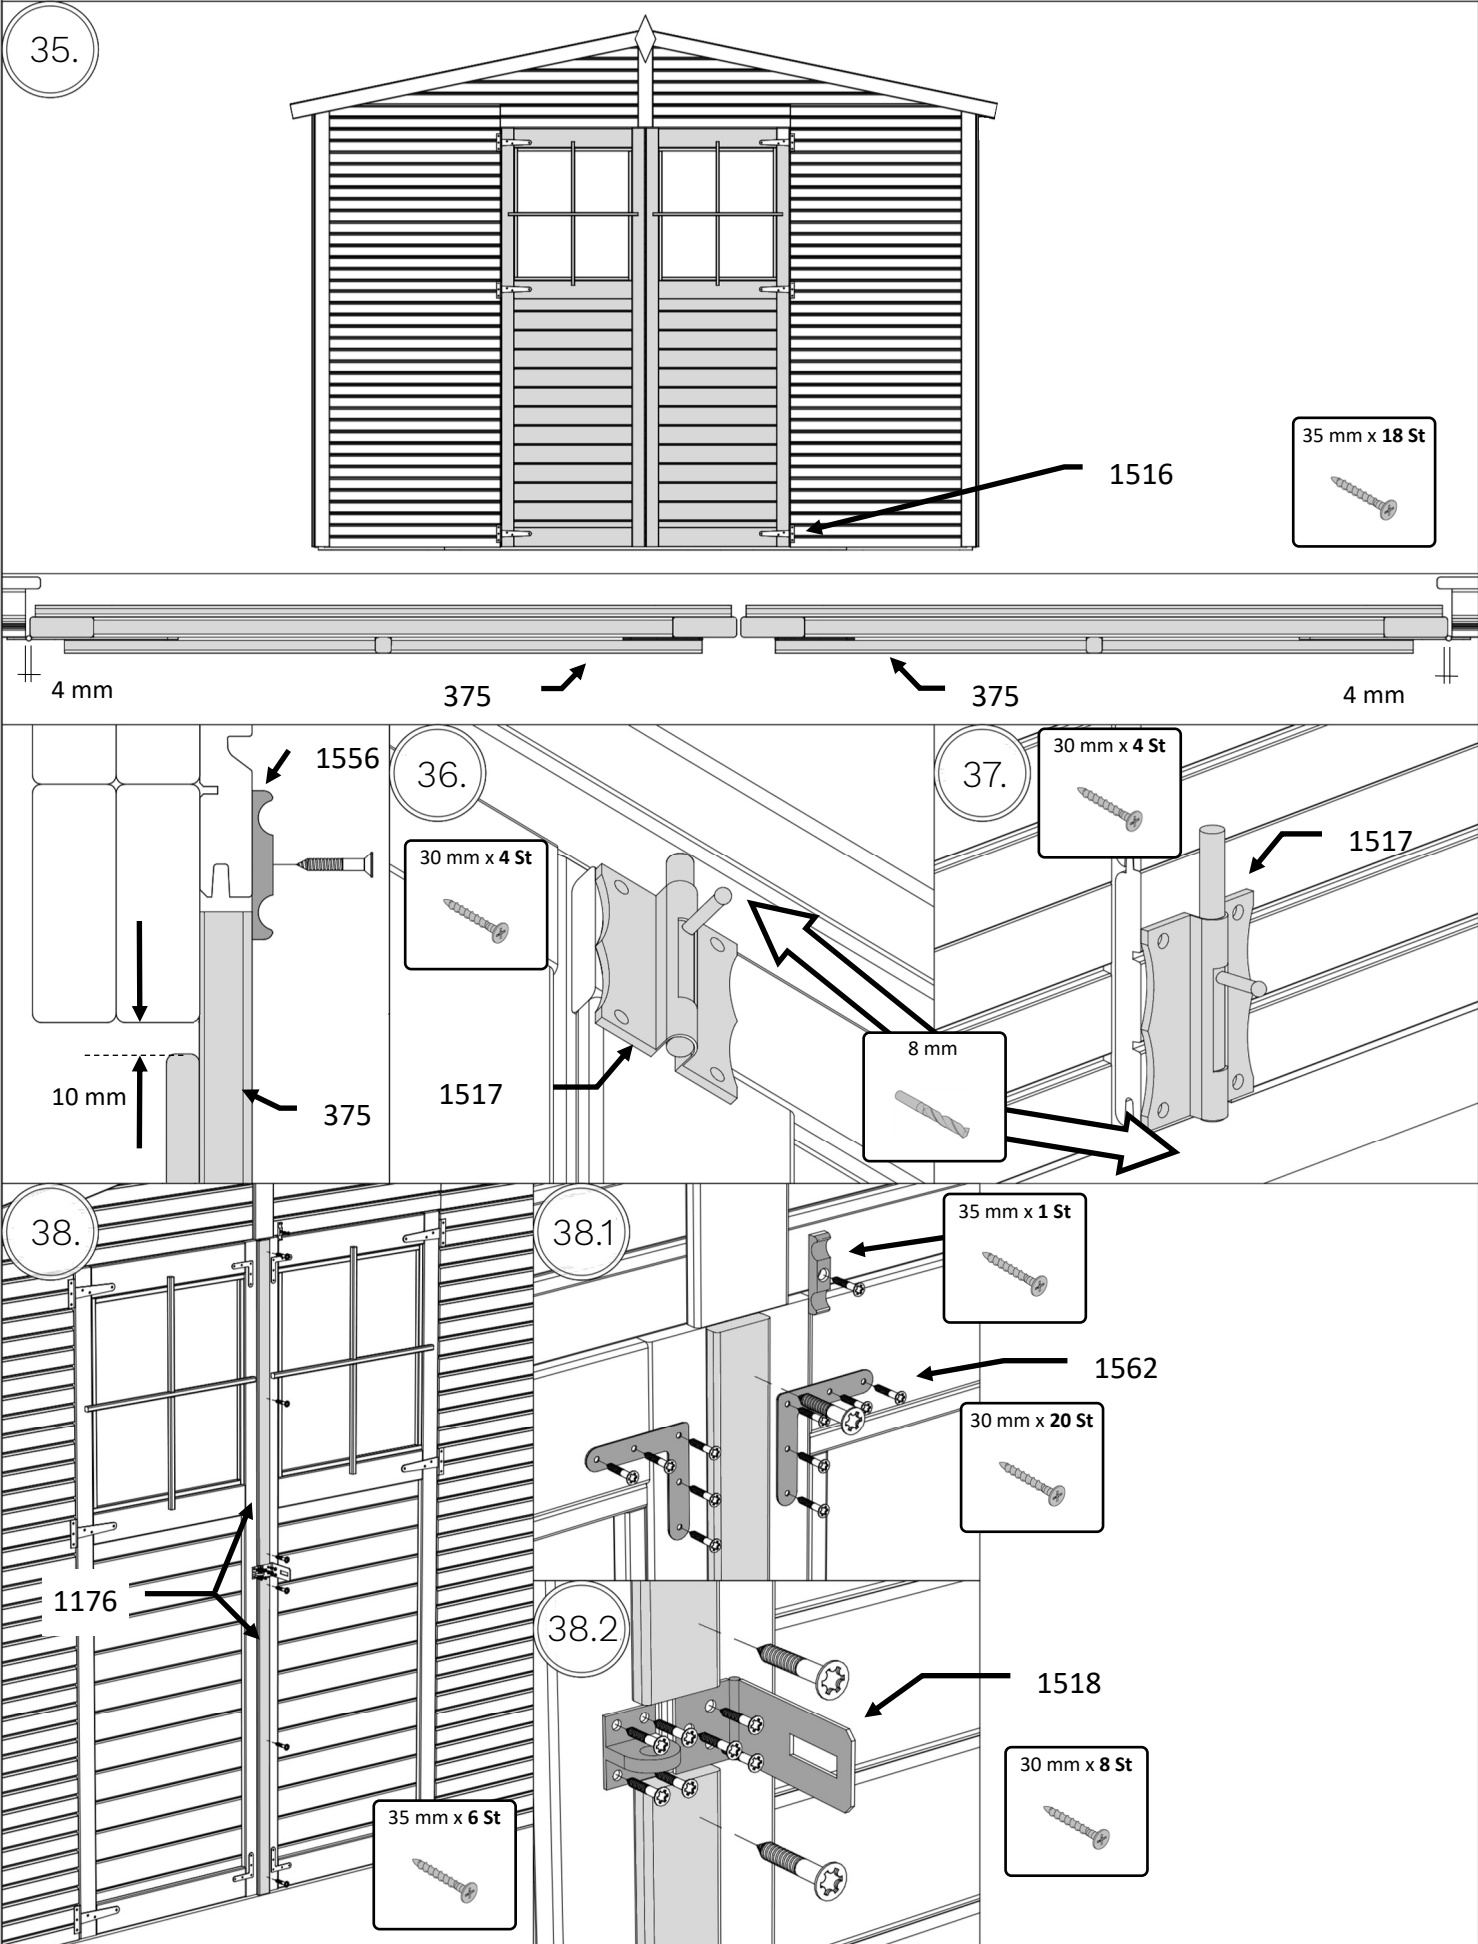 35.
35 mm x 18 St
1516
4 mm
375
375
4 mm
1556
10 mm
375
36.
30 mm x 4 St
1517
8 mm
37.
30 mm x 4 St
1517
38.
1176
35 mm x 6 St
38.1
35 mm x 1 St
1562
30 mm x 20 St
38.2
1518
30 mm x 8 St